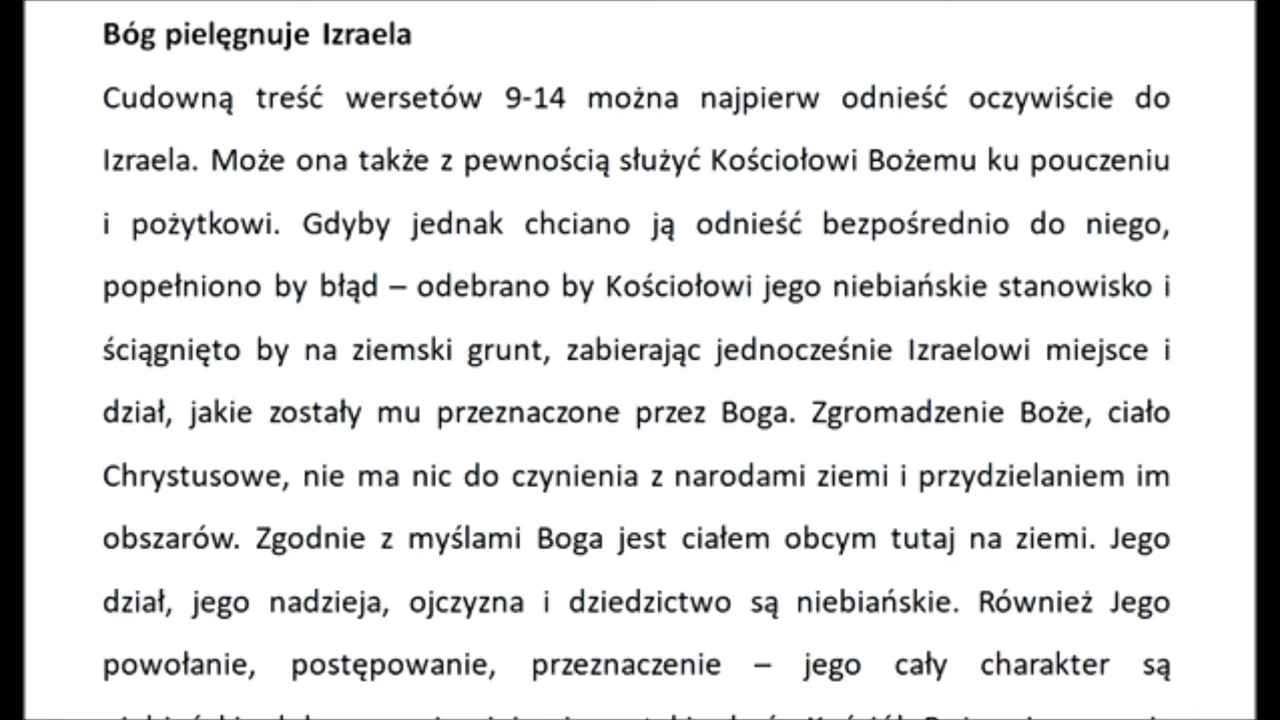 Bóg pielęgnuje Izraela
Cudowną treść wersetów 9-14 można najpierw odnieść oczywiście do
Izraela. Może ona także z pewnością służyć Kościołowi Bożemu ku pouczeniu
i pożytkowi. Gdyby jednak chciano ją odnieść bezpośrednio do niego,
popełniono by błąd – odebrano by Kościołowi jego niebiańskie stanowisko i
ściągnięto by na ziemski grunt, zabierając jednocześnie Izraelowi miejsce i
dział, jakie zostały mu przeznaczone przez Boga. Zgromadzenie Boże, ciało
Chrystusowe, nie ma nic do czynienia z narodami ziemi i przydzielaniem im
obszarów. Zgodnie z myślami Boga jest ciałem obcym tutaj na ziemi. Jego
dział, jego nadzieja, ojczyzna i dziedzictwo są niebiańskie. Również Jego
powołanie, postępowanie, przeznaczenie – jego cały charakter są